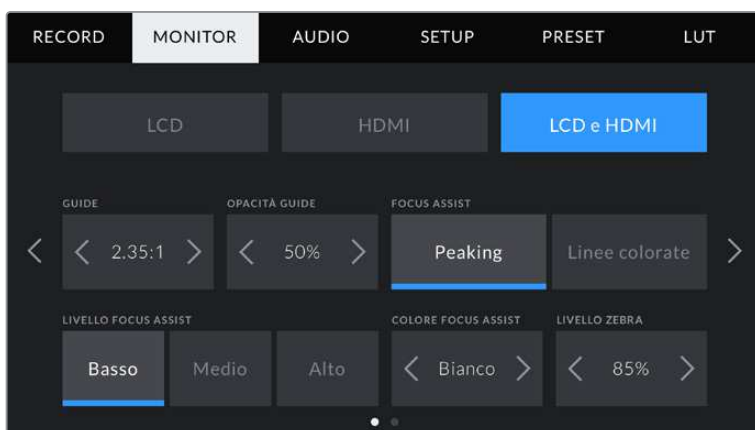 RECORD MONITOR AUDIO SETUP PRESET LUT
LCD HDMI LCD e HDMI
GUIDE OPACITÀ GUIDE FOCUS ASSIST
2.35:1 50% Peaking Linee colorate
LIVELLO FOCUS ASSIST COLORE FOCUS ASSIST LIVELLO ZEBRA
Basso Medio Alto Bianco 85%